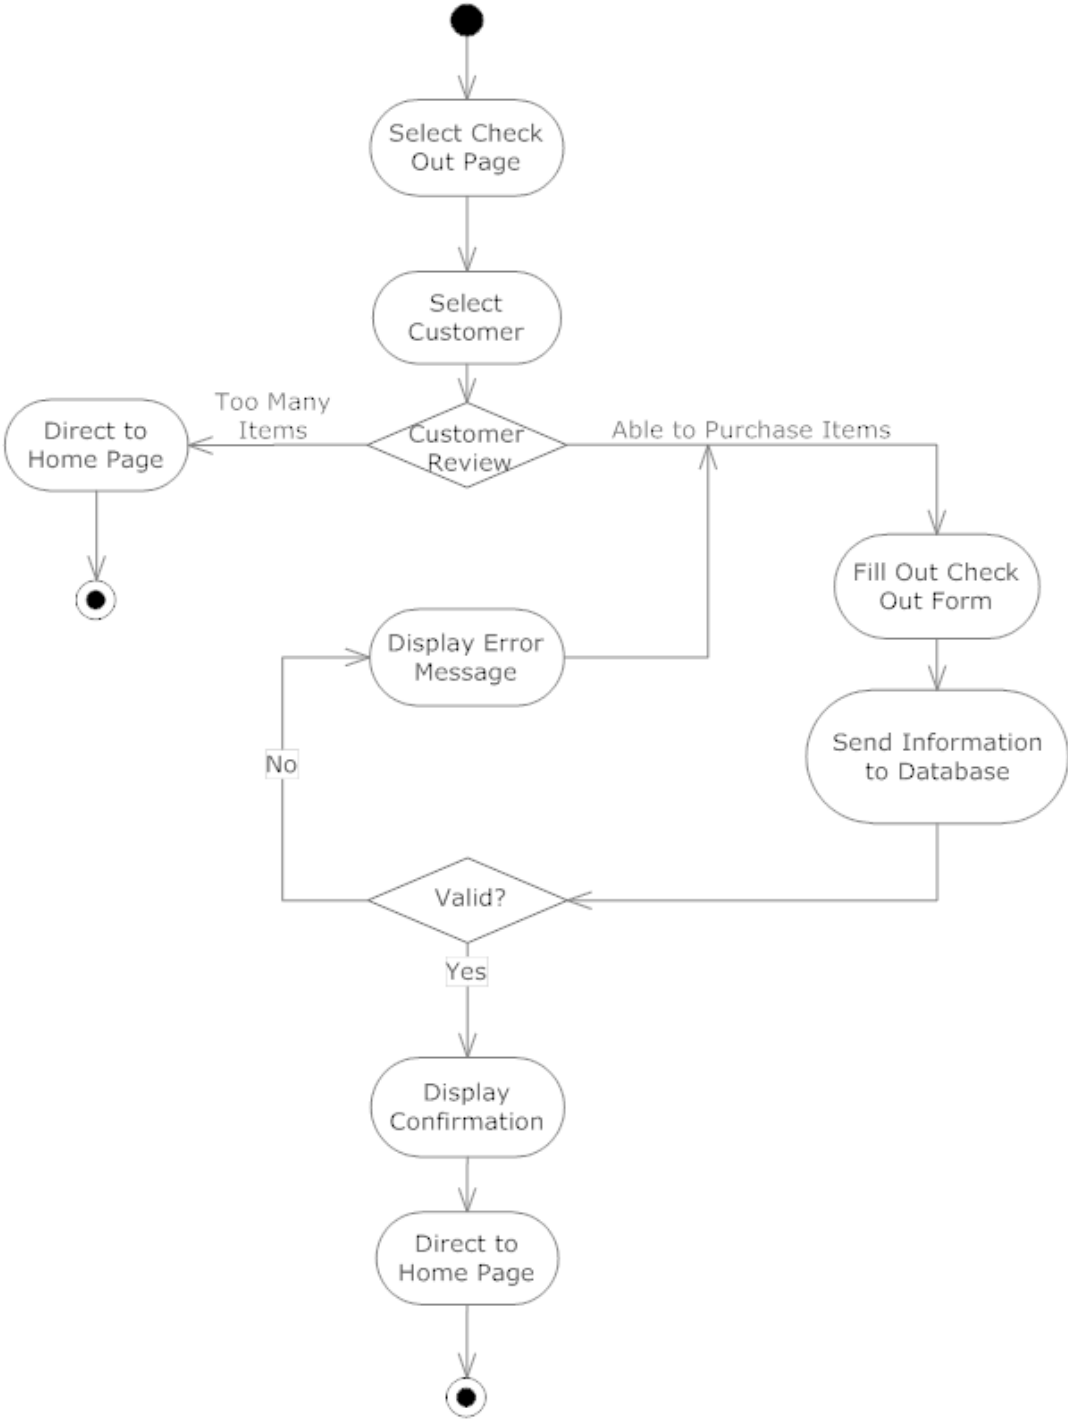 Select Check
Out Page
Select
Customer
Too Many
Items
Direct to
Home Page
Customer
Review
Able to Purchase Items
Fill Out Check
Out Form
Display Error
Message
Send Information
to Database
No
Valid?
Yes
Display
Confirmation
Direct to
Home Page